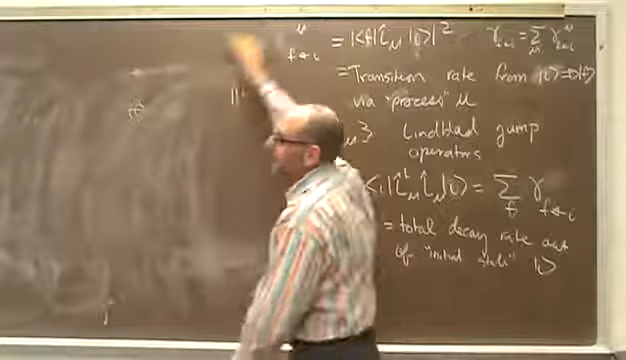 μ
f←i
= |<f|L̂_μ|i>|² γ_{f←i} = Σ_μ γ^μ_{f←i}
= Transition rate from |i> ⇒ |f>
via "process" μ
μ} Lindblad jump
operators
<i|L̂†_μ L̂_μ|i> = Σ_f γ_{f←i}
= total decay rate out
of "initial state" |i>